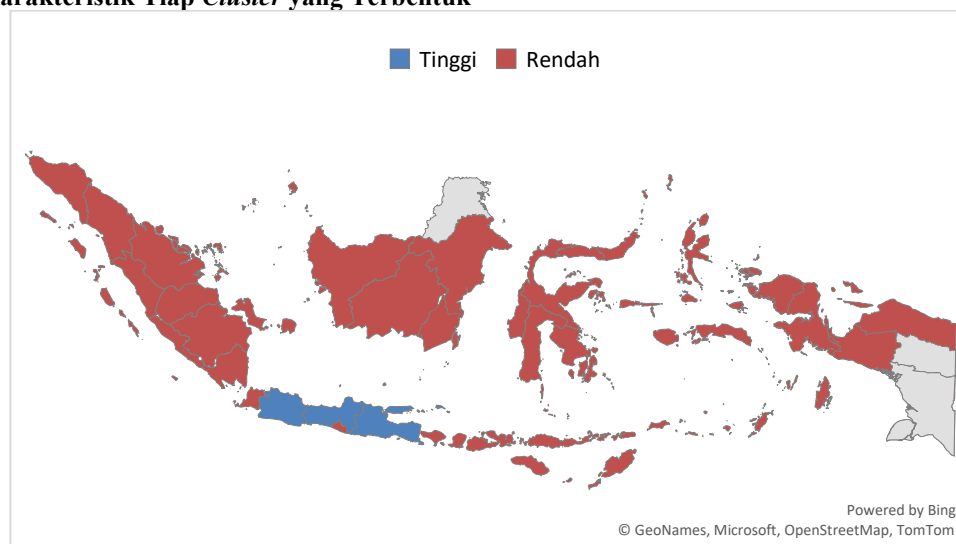 arakteristik Tiap Cluster yang Terbentuk
Tinggi Rendah
Powered by Bing
© GeoNames, Microsoft, OpenStreetMap, TomTom